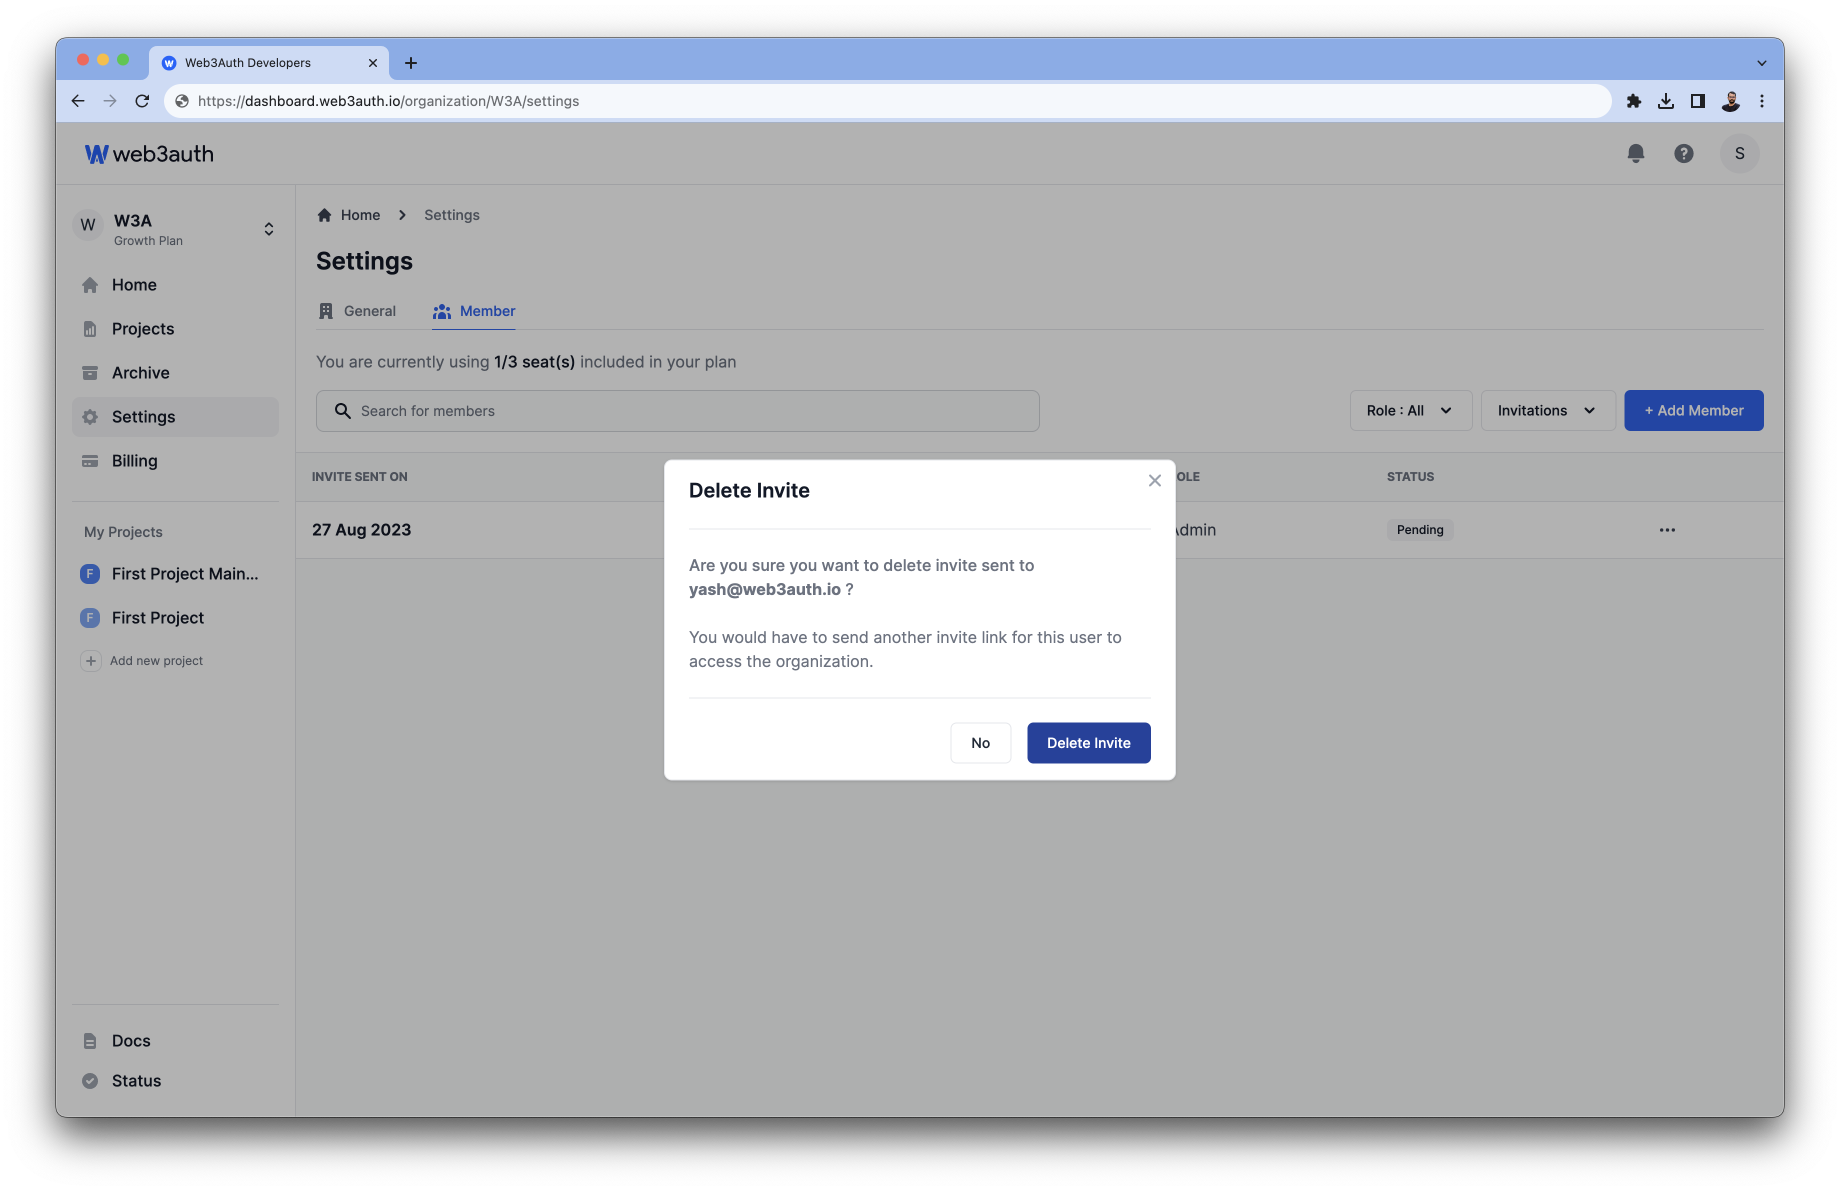 Web3Auth Developers
https://dashboard.web3auth.io/organization/W3A/settings
web3auth
S
W
W3A
Growth Plan
Home
Projects
Archive
Settings
Billing
My Projects
F First Project Main...
F First Project
+ Add new project
Docs
Status
Home > Settings
Settings
General Member
You are currently using 1/3 seat(s) included in your plan
Search for members
Role : All
Invitations
+ Add Member
INVITE SENT ON OLE STATUS
27 Aug 2023 dmin Pending ...
Delete Invite
Are you sure you want to delete invite sent to
yash@web3auth.io ?
You would have to send another invite link for this user to
access the organization.
No
Delete Invite